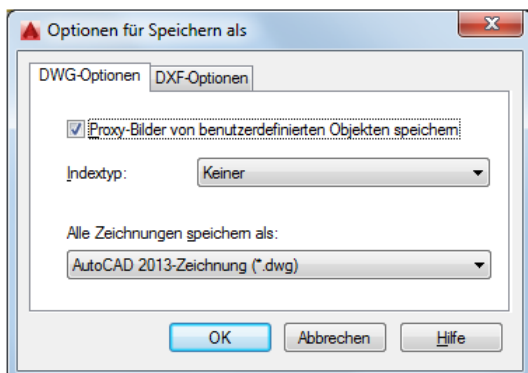 Optionen für Speichern als
DWG-Optionen DXF-Optionen
Proxy-Bilder von benutzerdefinierten Objekten speichern
Indextyp: Keiner
Alle Zeichnungen speichern als:
AutoCAD 2013-Zeichnung (*.dwg)
OK Abbrechen Hilfe